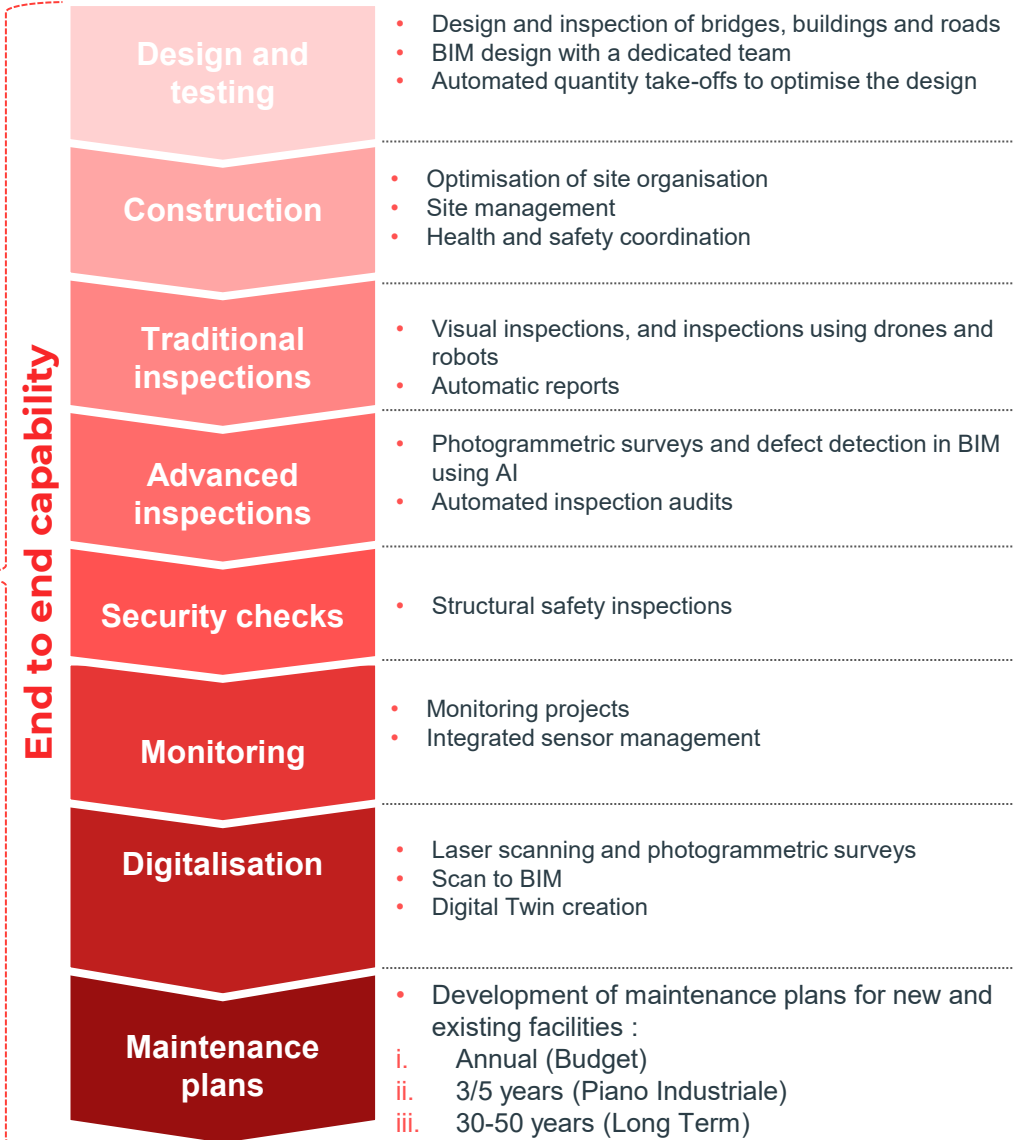 End to end capability
Design and
testing
• Design and inspection of bridges, buildings and roads
• BIM design with a dedicated team
• Automated quantity take-offs to optimise the design
Construction
• Optimisation of site organisation
• Site management
• Health and safety coordination
Traditional
inspections
• Visual inspections, and inspections using drones and
robots
• Automatic reports
Advanced
inspections
• Photogrammetric surveys and defect detection in BIM
using AI
• Automated inspection audits
Security checks
• Structural safety inspections
Monitoring
• Monitoring projects
• Integrated sensor management
Digitalisation
• Laser scanning and photogrammetric surveys
• Scan to BIM
• Digital Twin creation
Maintenance
plans
• Development of maintenance plans for new and
existing facilities :
i. Annual (Budget)
ii. 3/5 years (Piano Industriale)
iii. 30-50 years (Long Term)